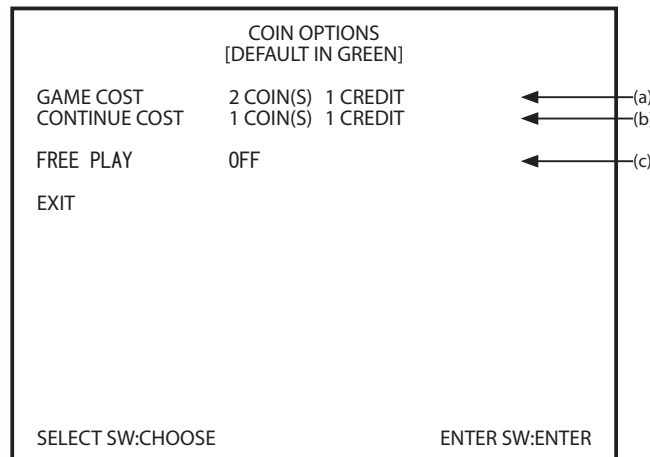 COIN OPTIONS
[DEFAULT IN GREEN]
GAME COST 2 COIN(S) 1 CREDIT (a)
CONTINUE COST 1 COIN(S) 1 CREDIT (b)
FREE PLAY OFF (c)
EXIT
SELECT SW:CHOOSE ENTER SW:ENTER